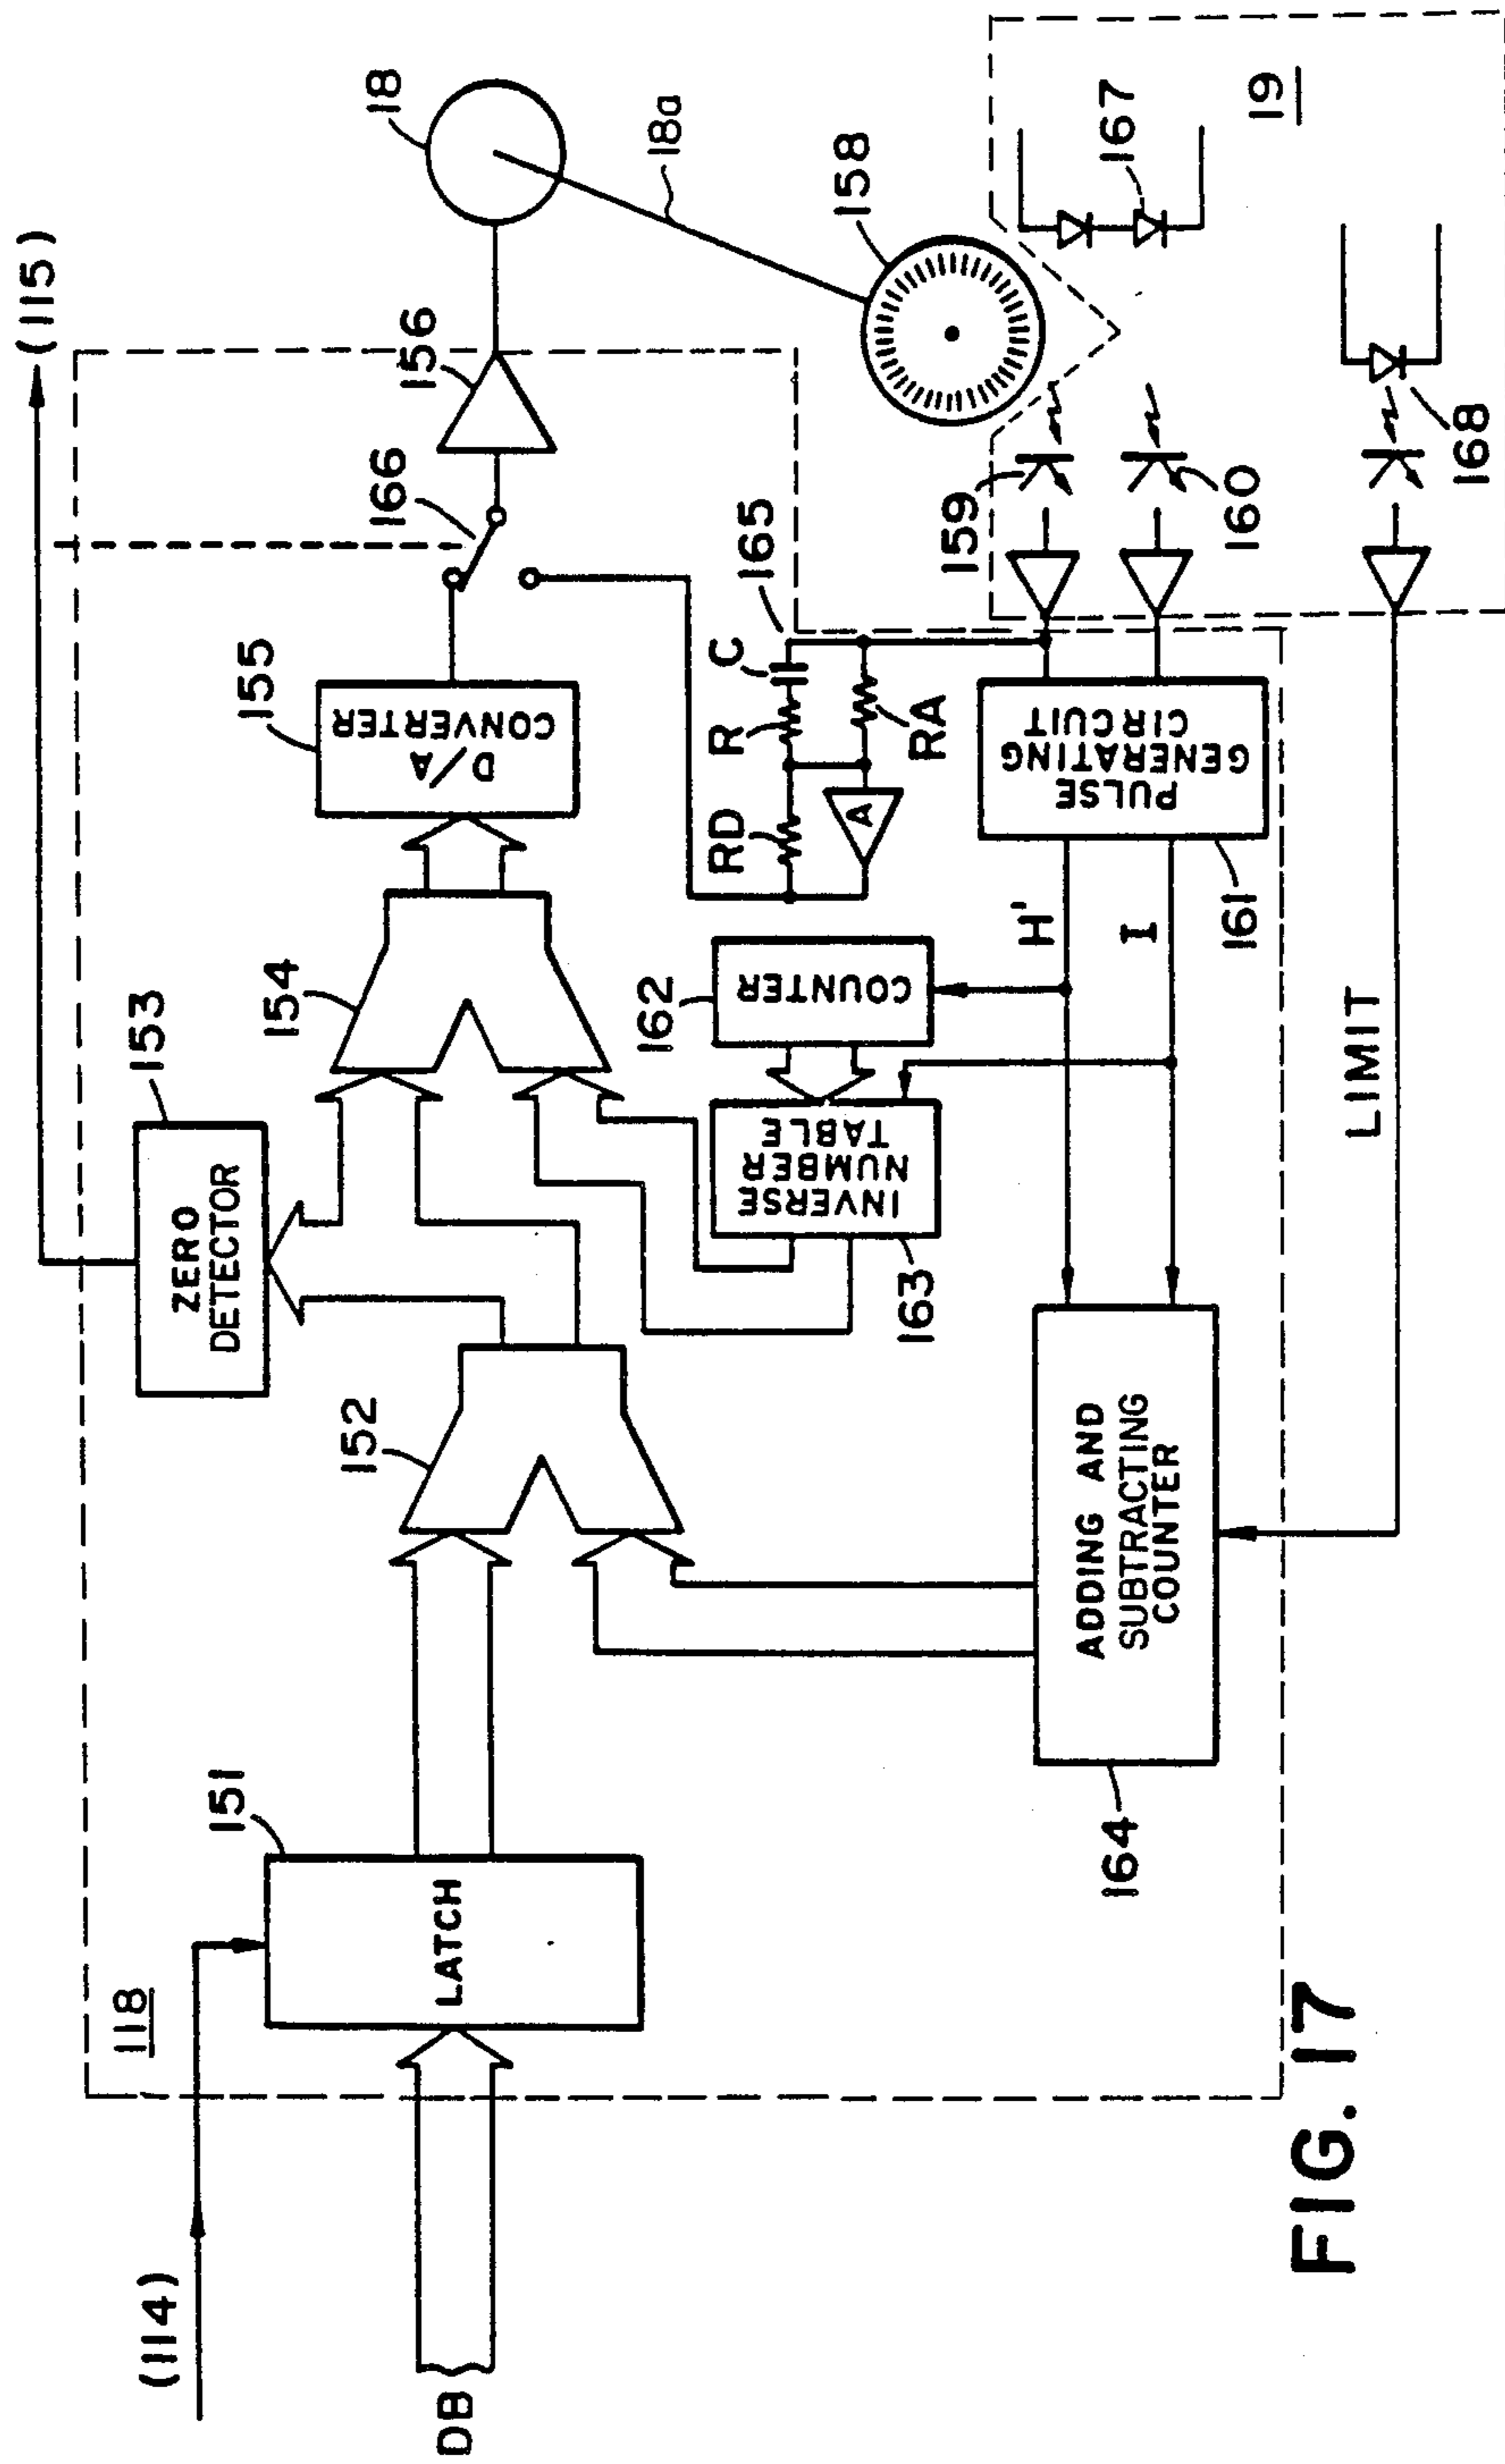 (115)
118
(114)
DB
151
LATCH
152
153
ZERO
DETECTOR
154
155
D/A
CONVERTER
166
156
18
18a
158
162
COUNTER
163
INVERSE
NUMBER
TABLE
RD
R
C
165
RA
A
H'
I
161
PULSE
GENERATING
CIRCUIT
159
160
167
19
168
LIMIT
164
ADDING AND
SUBTRACTING
COUNTER
FIG. 17